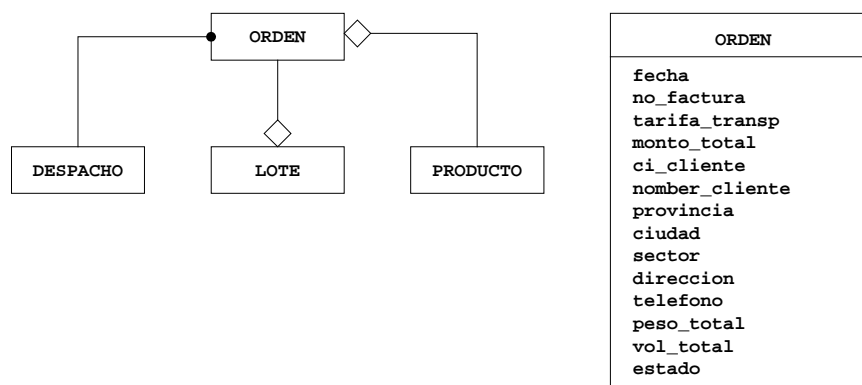 ORDEN
DESPACHO
LOTE
PRODUCTO
ORDEN
fecha
no_factura
tarifa_transp
monto_total
ci_cliente
nomber_cliente
provincia
ciudad
sector
direccion
telefono
peso_total
vol_total
estado